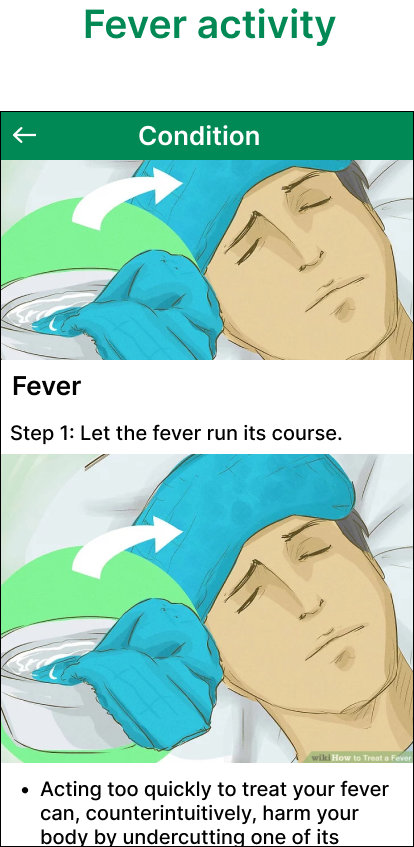 Fever activity
Condition
Fever
Step 1: Let the fever run its course.
wikiHow to Treat a Fever
• Acting too quickly to treat your fever
can, counterintuitively, harm your
body by undercutting one of its